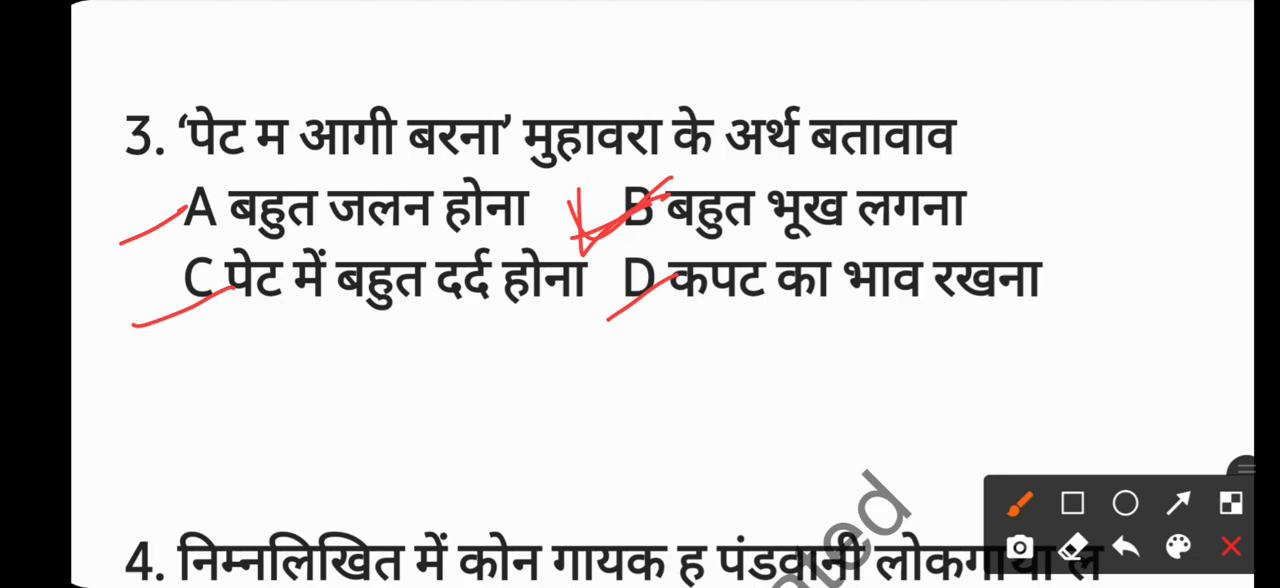 3. ‘पेट म आगी बरना’ मुहावरा के अर्थ बतावाव
A बहुत जलन होना B बहुत भूख लगना
C पेट में बहुत दर्द होना D कपट का भाव रखना
4. निम्नलिखित में कोन गायक ह पंडवानी लोकगाथा ल